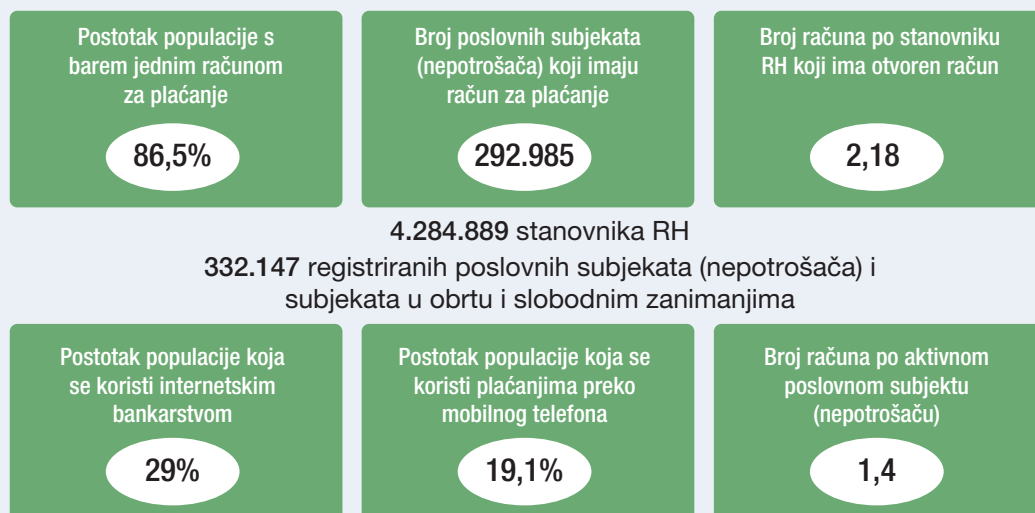 Postotak populacije s
barem jednim računom
za plaćanje
86,5%
Broj poslovnih subjekata
(nepotrošača) koji imaju
račun za plaćanje
292.985
Broj računa po stanovniku
RH koji ima otvoren račun
2,18
4.284.889 stanovnika RH
332.147 registriranih poslovnih subjekata (nepotrošača) i
subjekata u obrtu i slobodnim zanimanjima
Postotak populacije koja
se koristi internetskim
bankarstvom
29%
Postotak populacije koja se
koristi plaćanjima preko
mobilnog telefona
19,1%
Broj računa po aktivnom
poslovnom subjektu
(nepotrošaču)
1,4